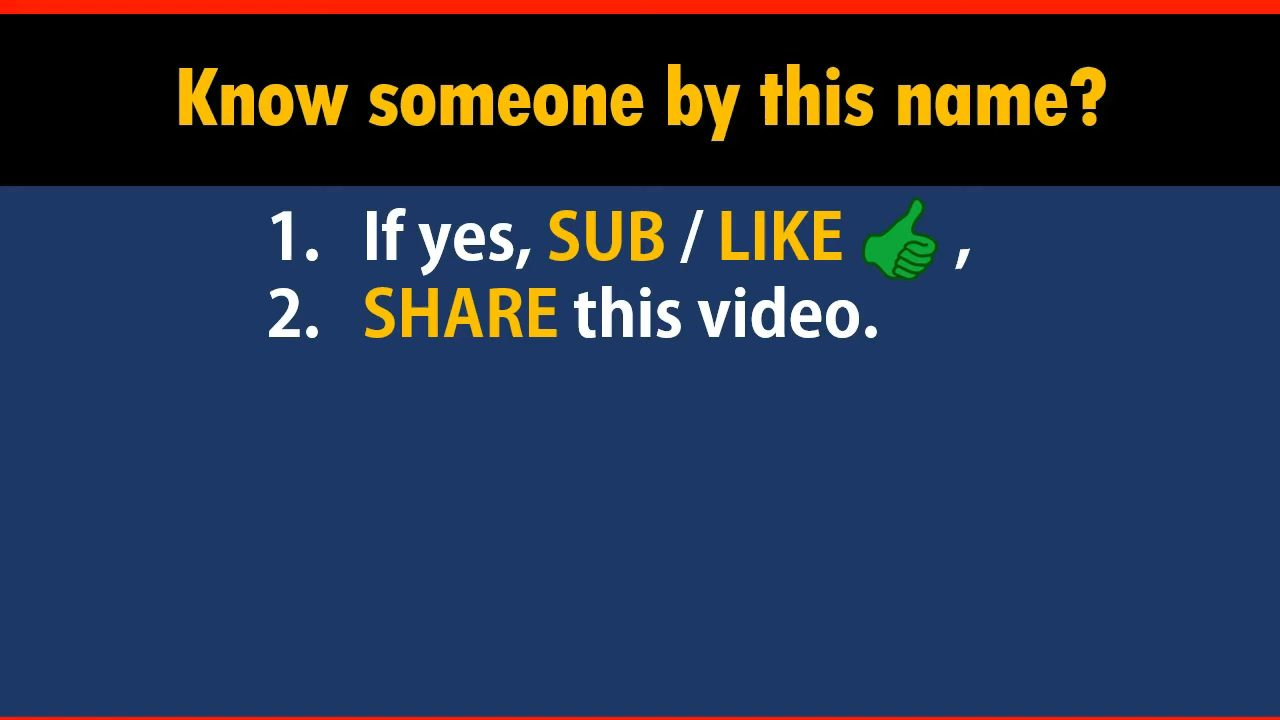 Know someone by this name?
1. If yes, SUB / LIKE ,
2. SHARE this video.